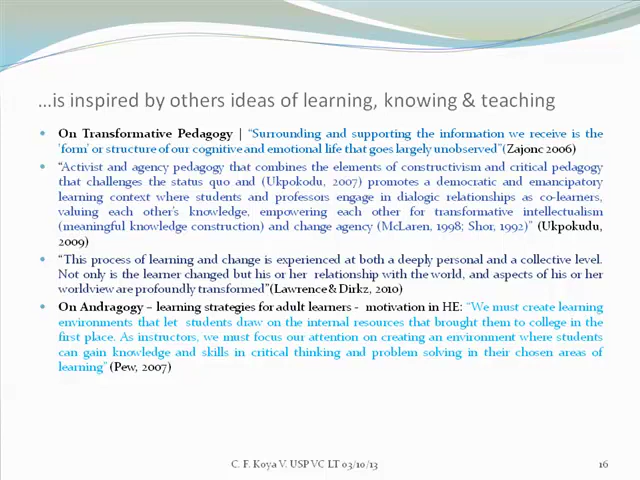 …is inspired by others ideas of learning, knowing & teaching
On Transformative Pedagogy | "Surrounding and supporting the information we receive is the
'form' or structure of our cognitive and emotional life that goes largely unobserved"(Zajonc 2006)
"Activist and agency pedagogy that combines the elements of constructivism and critical pedagogy
that challenges the status quo and (Ukpokodu, 2007) promotes a democratic and emancipatory
learning context where students and professors engage in dialogic relationships as co-learners,
valuing each other's knowledge, empowering each other for transformative intellectualism
(meaningful knowledge construction) and change agency (McLaren, 1998; Shor, 1992)" (Ukpokudu,
2009)
"This process of learning and change is experienced at both a deeply personal and a collective level.
Not only is the learner changed but his or her relationship with the world, and aspects of his or her
worldview are profoundly transformed"(Lawrence & Dirkz, 2010)
On Andragogy – learning strategies for adult learners - motivation in HE: "We must create learning
environments that let students draw on the internal resources that brought them to college in the
first place. As instructors, we must focus our attention on creating an environment where students
can gain knowledge and skills in critical thinking and problem solving in their chosen areas of
learning" (Pew, 2007)
C. F. Koya V. USP VC LT 03/10/13
16